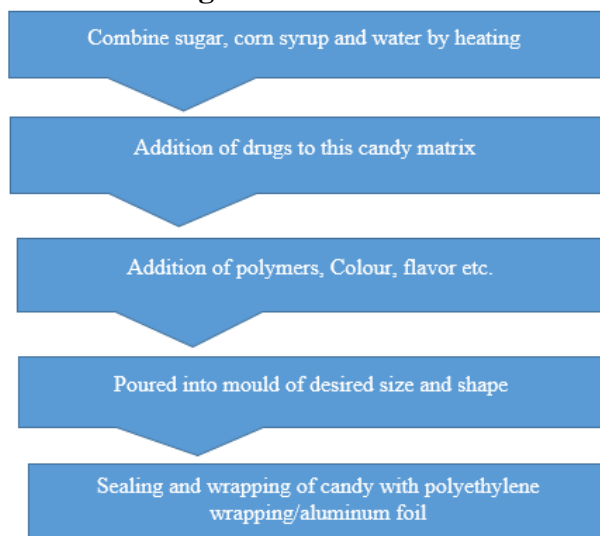 Combine sugar, corn syrup and water by heating
Addition of drugs to this candy matrix
Addition of polymers, Colour, flavor etc.
Poured into mould of desired size and shape
Sealing and wrapping of candy with polyethylene
wrapping/aluminum foil